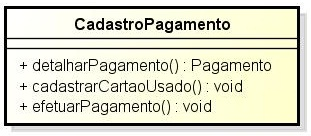 CadastroPagamento
+ detalharPagamento() : Pagamento
+ cadastrarCartaoUsado() : void
+ efetuarPagamento() : void